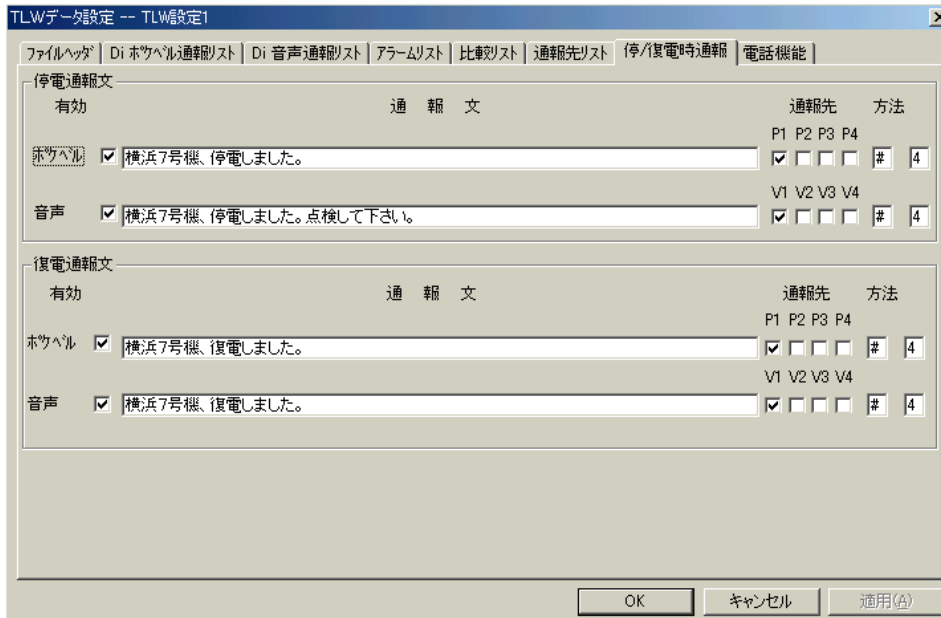 TLWデータ設定 -- TLW設定1
ファイルヘッダ Di ポケベル通報リスト Di 音声通報リスト アラームリスト 比較リスト 通報先リスト 停/復電時通報 電話機能
停電通報文
有効 通 報 文 通報先 方法
P1 P2 P3 P4
ポケベル 横浜7号機、停電しました。 # 4
V1 V2 V3 V4
音声 横浜7号機、停電しました。点検して下さい。 # 4
復電通報文
有効 通 報 文 通報先 方法
P1 P2 P3 P4
ポケベル 横浜7号機、復電しました。 # 4
V1 V2 V3 V4
音声 横浜7号機、復電しました。 # 4
OK キャンセル 適用(A)